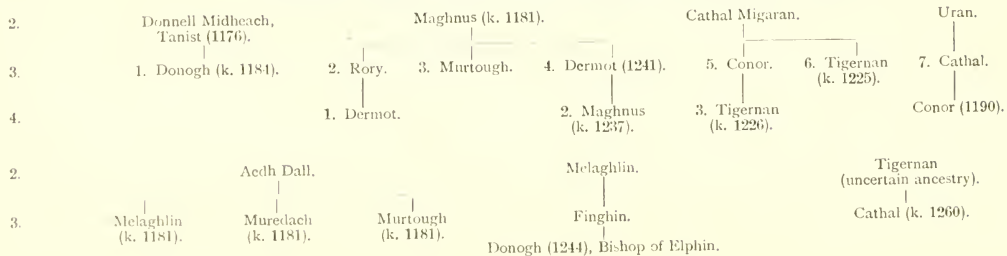 2. Donnell Midheach, Maghnus (k. 1181). Cathal Migaran. Uran.
Tanist (1176).
3. 1. Donogh (k. 1184). 2. Rory. 3. Murtough. 4. Dermot (1241). 5. Conor. 6. Tigernan 7. Cathal.
(k. 1225).
4. 1. Dermot. 2. Maghnus 3. Tigernan Conor (1190).
(k. 1237). (k. 1226).
2. Aedh Dall. Melaghlin. Tigernan
(uncertain ancestry).
3. Melaghlin Muredach Murtough Finghin. Cathal (k. 1260).
(k. 1181). (k. 1181). (k. 1181).
Donogh (1244), Bishop of Elphin.